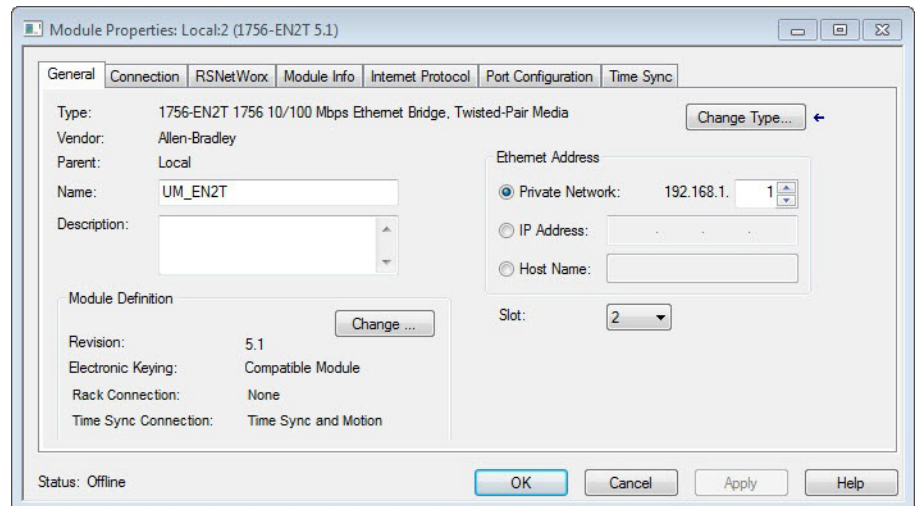 Module Properties: Local:2 (1756-EN2T 5.1)
General Connection RSNetWorx Module Info Internet Protocol Port Configuration Time Sync
Type: 1756-EN2T 1756 10/100 Mbps Ethernet Bridge, Twisted-Pair Media
Change Type...
Vendor: Allen-Bradley
Parent: Local
Name: UM_EN2T
Description:
Ethernet Address
Private Network: 192.168.1. 1
IP Address: . . .
Host Name:
Slot: 2
Module Definition
Change ...
Revision: 5.1
Electronic Keying: Compatible Module
Rack Connection: None
Time Sync Connection: Time Sync and Motion
Status: Offline
OK Cancel Apply Help